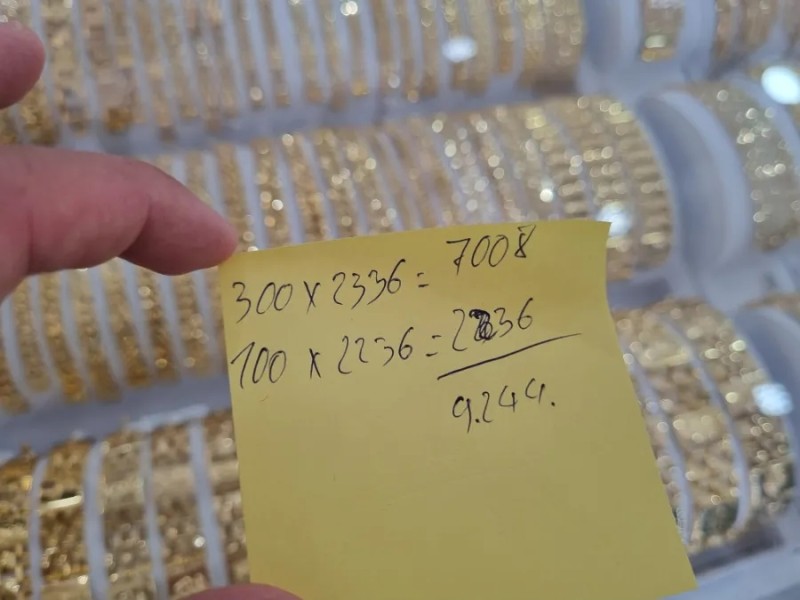 300 x 2336 = 7008
100 x 2236 = 2236
9.244.